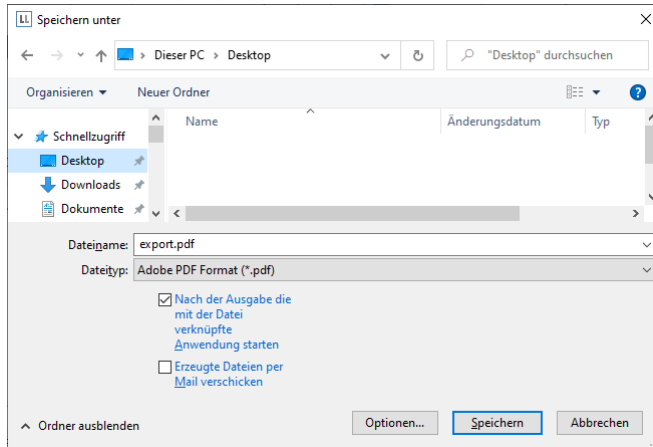 LL Speichern unter
Dieser PC > Desktop
"Desktop" durchsuchen
Organisieren
Neuer Ordner
Name
Änderungsdatum
Typ
Schnellzugriff
Desktop
Downloads
Dokumente
Dateiname: export.pdf
Dateityp: Adobe PDF Format (*.pdf)
Nach der Ausgabe die
mit der Datei
verknüpfte
Anwendung starten
Erzeugte Dateien per
Mail verschicken
Ordner ausblenden
Optionen...
Speichern
Abbrechen